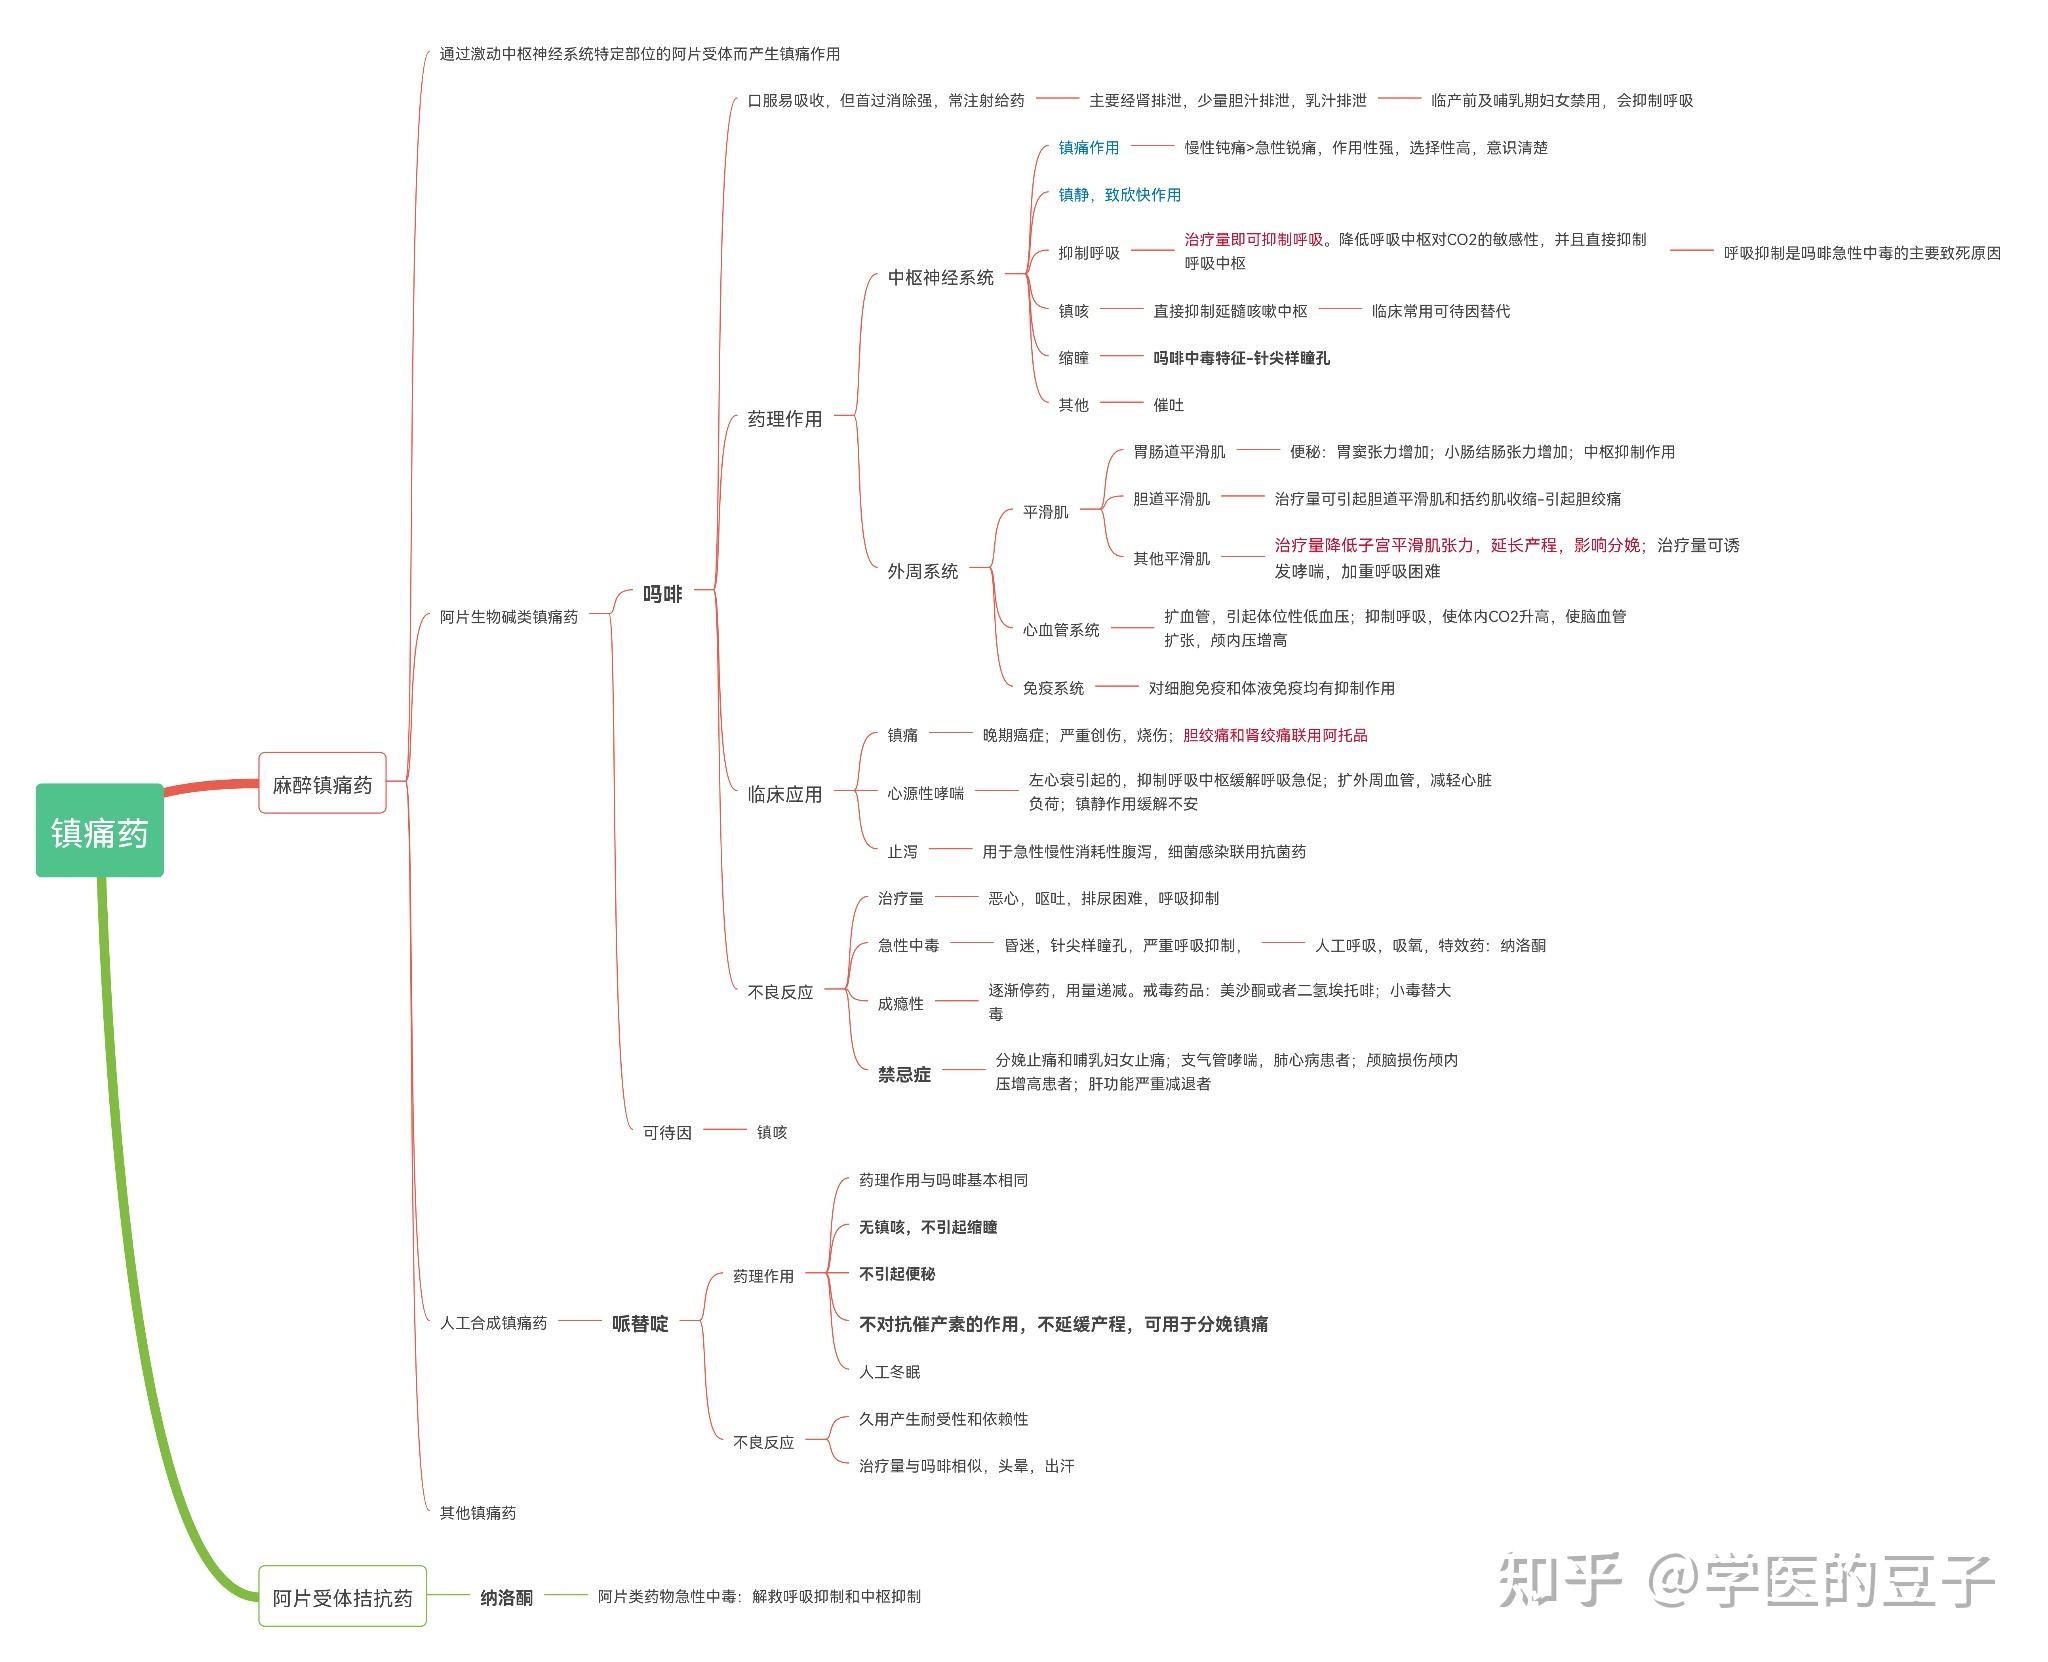 镇痛药
麻醉镇痛药
通过激动中枢神经系统特定部位的阿片受体而产生镇痛作用
阿片生物碱类镇痛药
吗啡
口服易吸收，但首过消除强，常注射给药
主要经肾排泄，少量胆汁排泄，乳汁排泄
临产前及哺乳期妇女禁用，会抑制呼吸
药理作用
中枢神经系统
镇痛作用
慢性钝痛>急性锐痛，作用性强，选择性高，意识清楚
镇静，致欣快作用
抑制呼吸
治疗量即可抑制呼吸。降低呼吸中枢对CO2的敏感性，并且直接抑制
呼吸中枢
呼吸抑制是吗啡急性中毒的主要致死原因
镇咳
直接抑制延髓咳嗽中枢
临床常用可待因替代
缩瞳
吗啡中毒特征-针尖样瞳孔
其他
催吐
外周系统
平滑肌
胃肠道平滑肌
便秘：胃窦张力增加；小肠结肠张力增加；中枢抑制作用
胆道平滑肌
治疗量可引起胆道平滑肌和括约肌收缩-引起胆绞痛
其他平滑肌
治疗量降低子宫平滑肌张力，延长产程，影响分娩；治疗量可诱
发哮喘，加重呼吸困难
心血管系统
扩血管，引起体位性低血压；抑制呼吸，使体内CO2升高，使脑血管
扩张，颅内压增高
免疫系统
对细胞免疫和体液免疫均有抑制作用
临床应用
镇痛
晚期癌症；严重创伤，烧伤；胆绞痛和肾绞痛联用阿托品
心源性哮喘
左心衰引起的，抑制呼吸中枢缓解呼吸急促；扩外周血管，减轻心脏
负荷；镇静作用缓解不安
止泻
用于急性慢性消耗性腹泻，细菌感染联用抗菌药
不良反应
治疗量
恶心，呕吐，排尿困难，呼吸抑制
急性中毒
昏迷，针尖样瞳孔，严重呼吸抑制，
人工呼吸，吸氧，特效药：纳洛酮
成瘾性
逐渐停药，用量递减。戒毒药品：美沙酮或者二氢埃托啡；小毒替大
毒
禁忌症
分娩止痛和哺乳妇女止痛；支气管哮喘，肺心病患者；颅脑损伤颅内
压增高患者；肝功能严重减退者
可待因
镇咳
人工合成镇痛药
哌替啶
药理作用
药理作用与吗啡基本相同
无镇咳，不引起缩瞳
不引起便秘
不对抗催产素的作用，不延缓产程，可用于分娩镇痛
人工冬眠
不良反应
久用产生耐受性和依赖性
治疗量与吗啡相似，头晕，出汗
其他镇痛药
阿片受体拮抗药
纳洛酮
阿片类药物急性中毒：解救呼吸抑制和中枢抑制
知乎 @学医的豆子